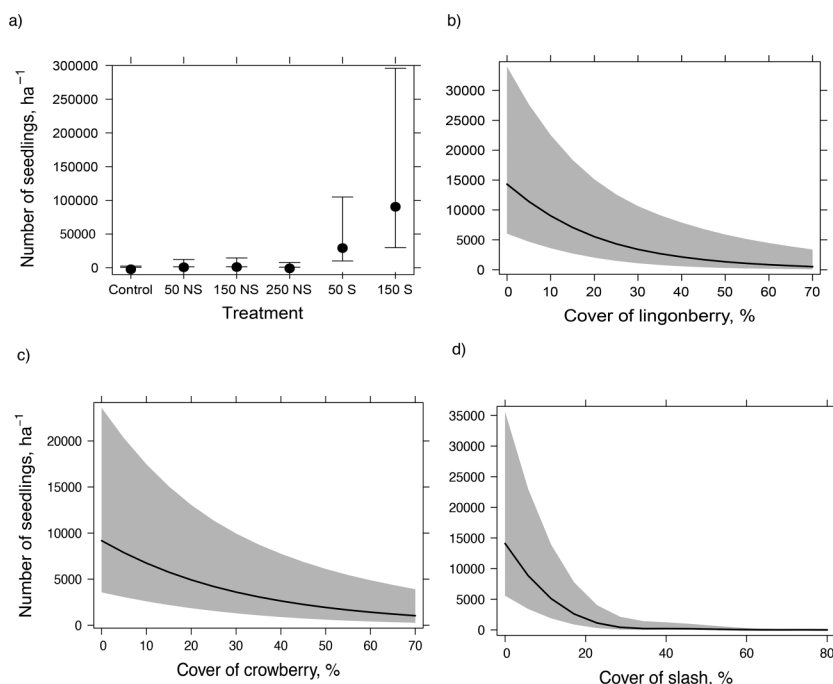 a)
Number of seedlings, ha⁻¹
300000
250000
200000
150000
100000
50000
0
Control 50 NS 150 NS 250 NS 50 S 150 S
Treatment
b)
30000
25000
20000
15000
10000
5000
0
0 10 20 30 40 50 60 70
Cover of lingonberry, %
c)
Number of seedlings, ha⁻¹
20000
15000
10000
5000
0
0 10 20 30 40 50 60 70
Cover of crowberry, %
d)
35000
30000
25000
20000
15000
10000
5000
0
0 20 40 60 80
Cover of slash, %